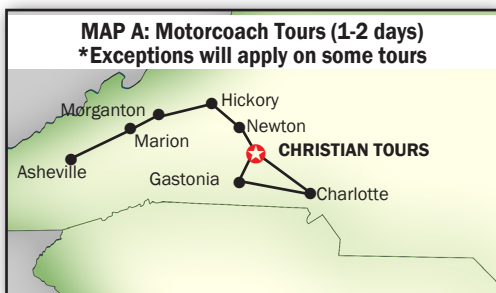 MAP A: Motorcoach Tours (1-2 days)
*Exceptions will apply on some tours
Hickory
Morganton
Newton
Marion
CHRISTIAN TOURS
Asheville
Gastonia
Charlotte